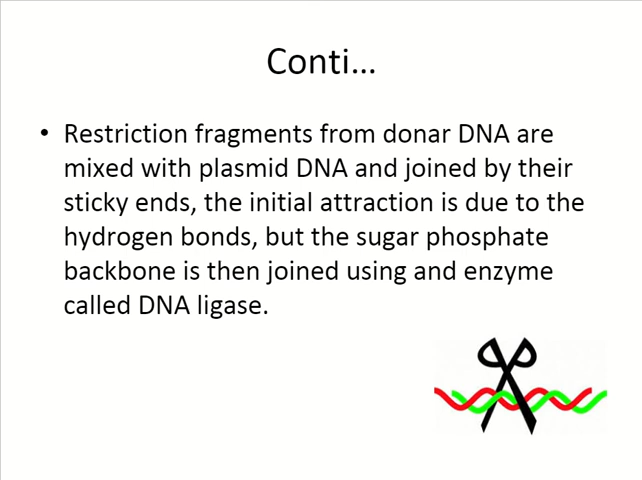 Conti...
• Restriction fragments from donar DNA are
mixed with plasmid DNA and joined by their
sticky ends, the initial attraction is due to the
hydrogen bonds, but the sugar phosphate
backbone is then joined using and enzyme
called DNA ligase.